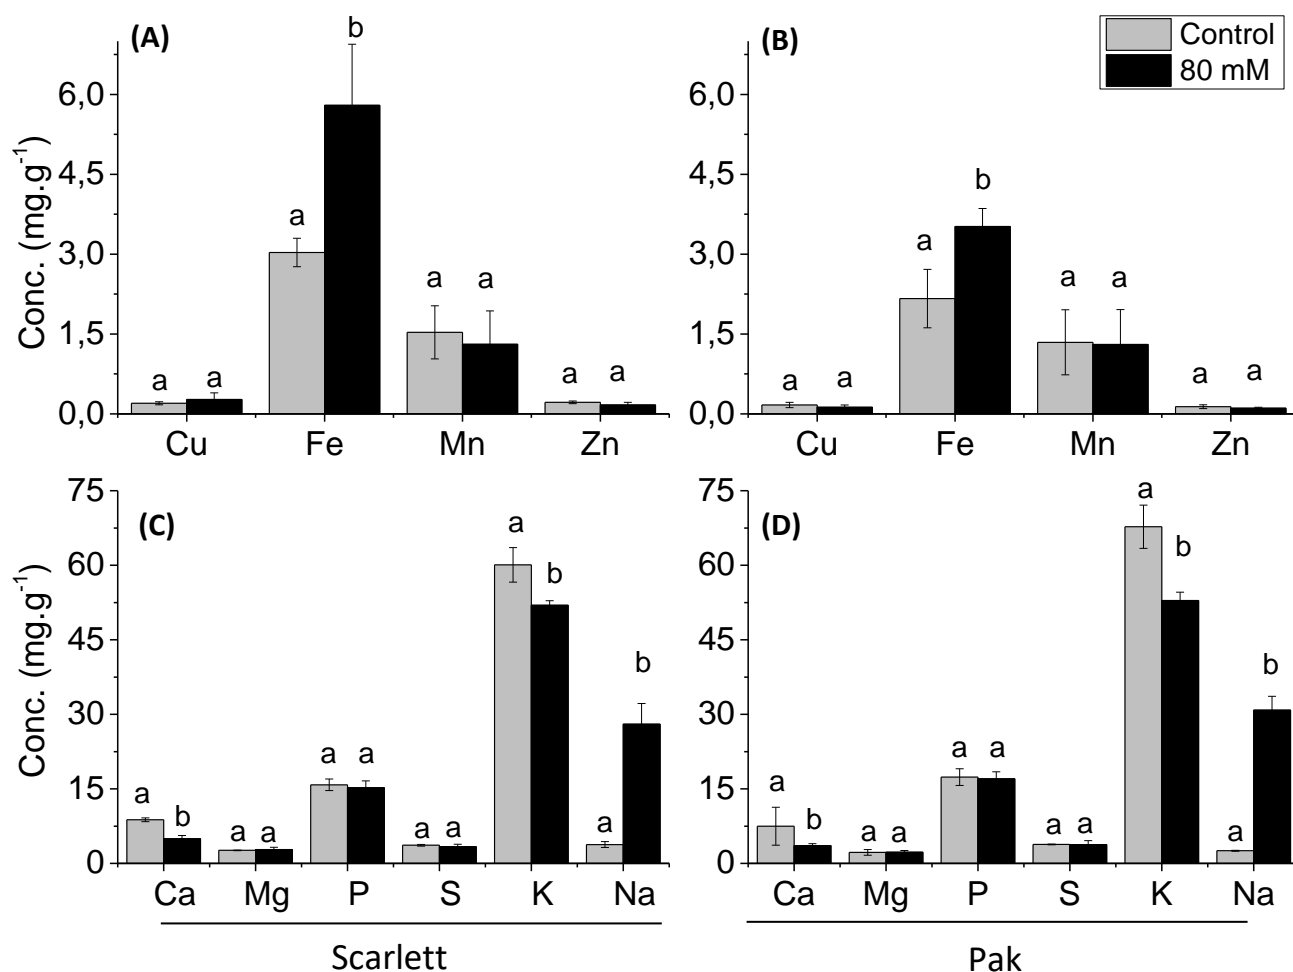 (A)
b
a
a
a
a
a
a
a
6,0
4,5
3,0
1,5
0,0
Conc. (mg.g-1)
Cu Fe Mn Zn
(B)
Control
80 mM
b
a
a
a
a
a
a
a
6,0
4,5
3,0
1,5
0,0
Cu Fe Mn Zn
(C)
75
60
45
30
15
0
Conc. (mg.g-1)
a
b
a
a
a
a
a
a
a
b
a
b
Ca Mg P S K Na
Scarlett
(D)
75
60
45
30
15
0
a
b
a
a
a
a
a
a
a
b
a
b
Ca Mg P S K Na
Pak